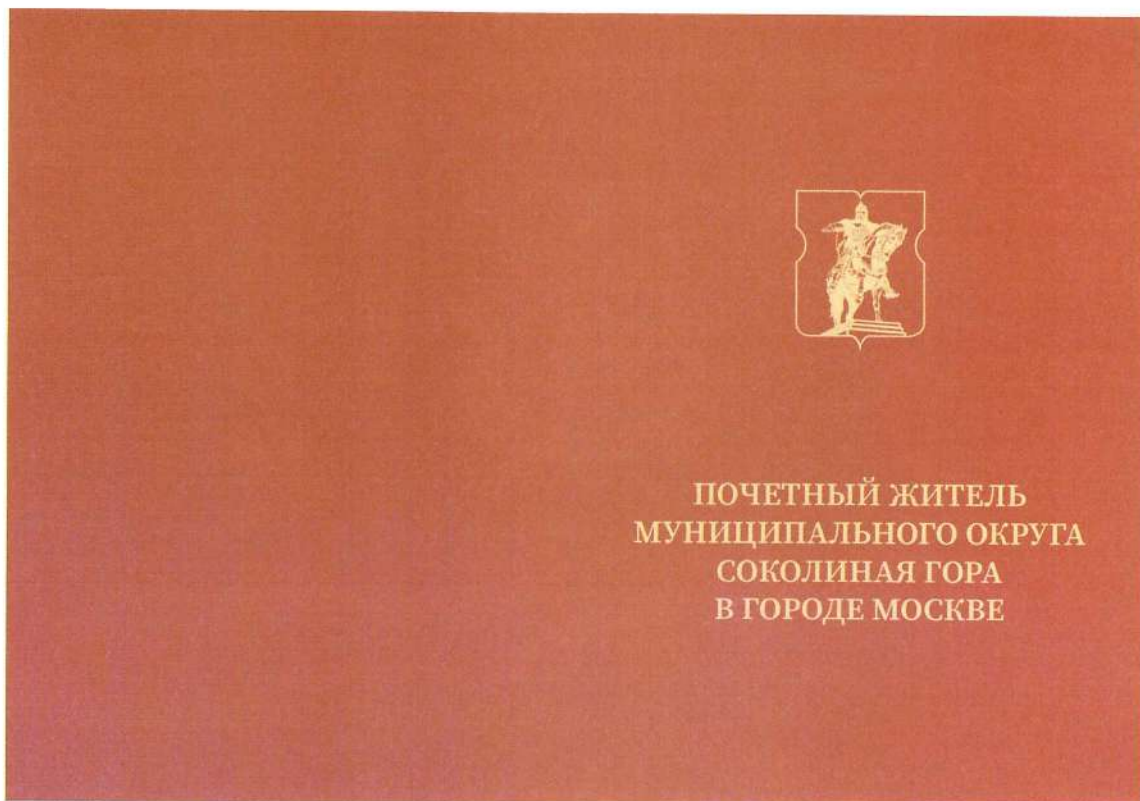 ПОЧЕТНЫЙ ЖИТЕЛЬ
МУНИЦИПАЛЬНОГО ОКРУГА
СОКОЛИНАЯ ГОРА
В ГОРОДЕ МОСКВЕ